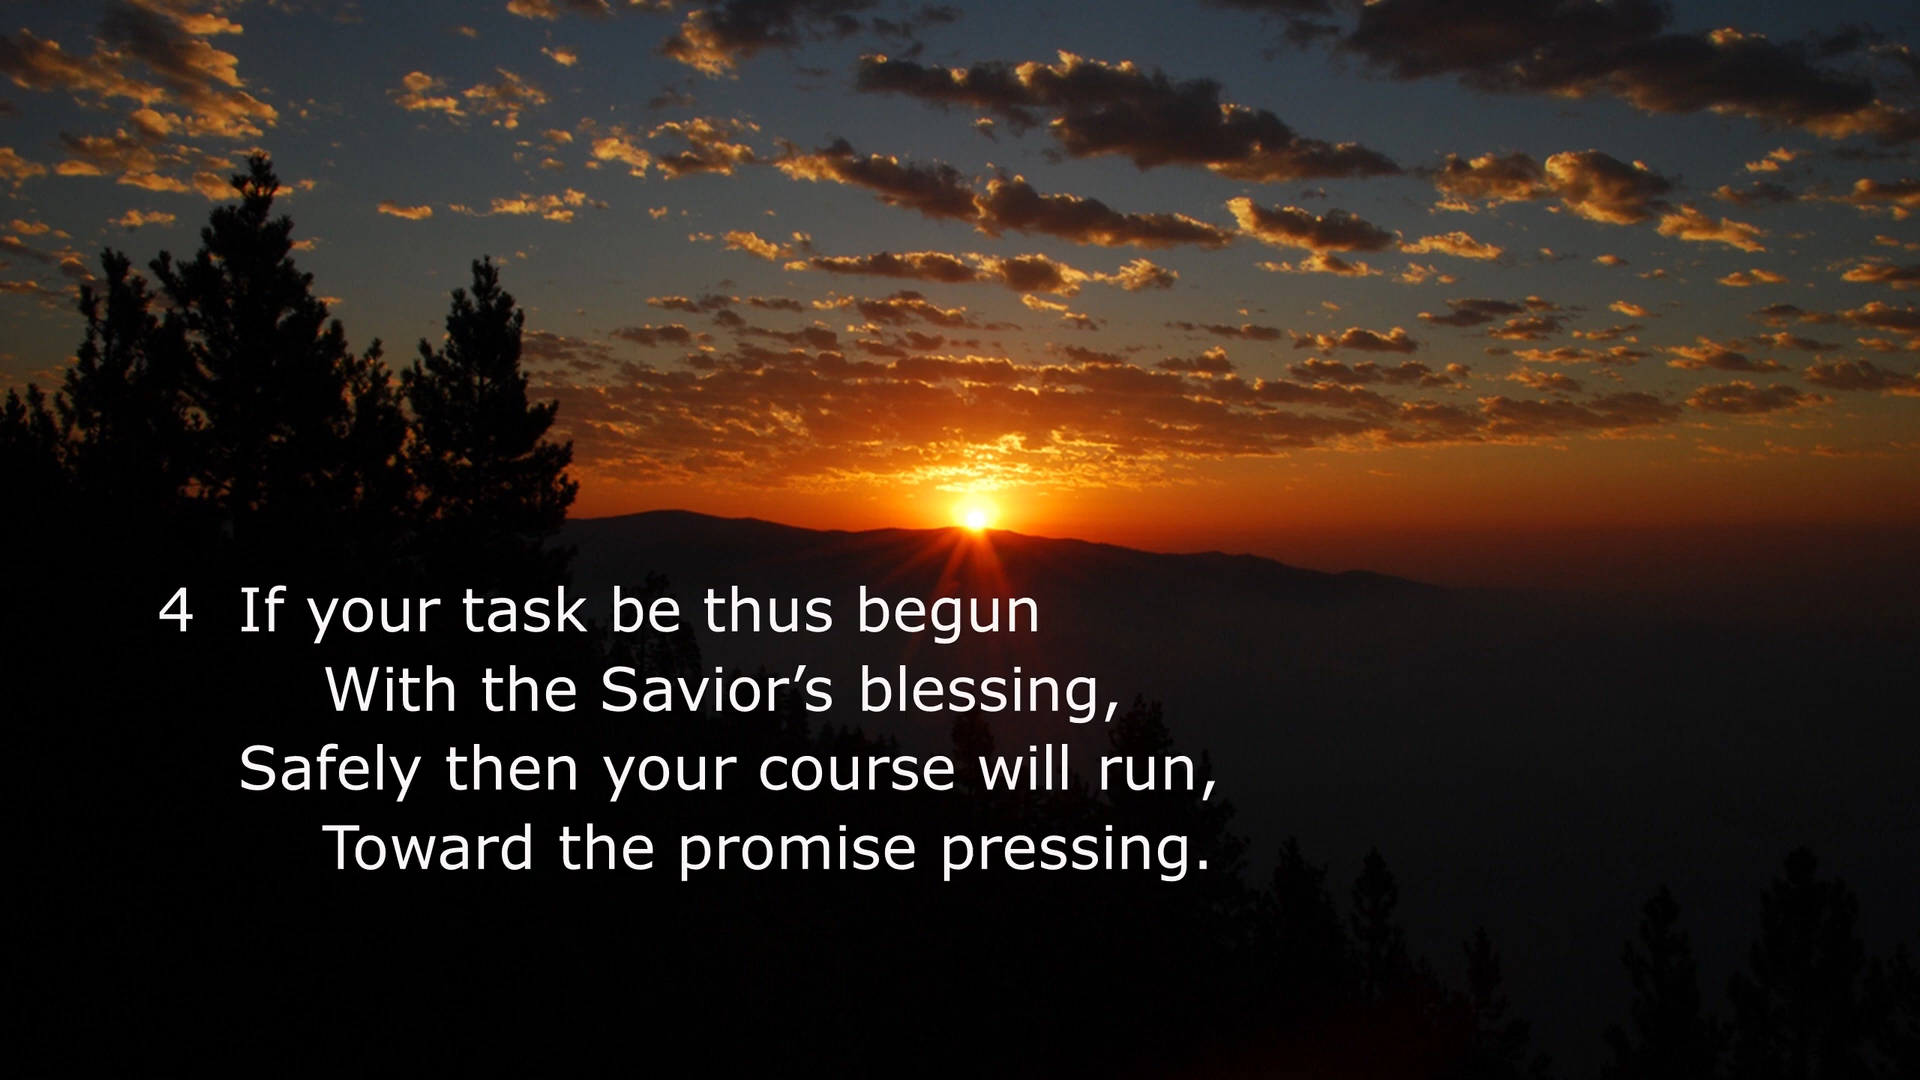 4 If your task be thus begun
With the Savior’s blessing,
Safely then your course will run,
Toward the promise pressing.